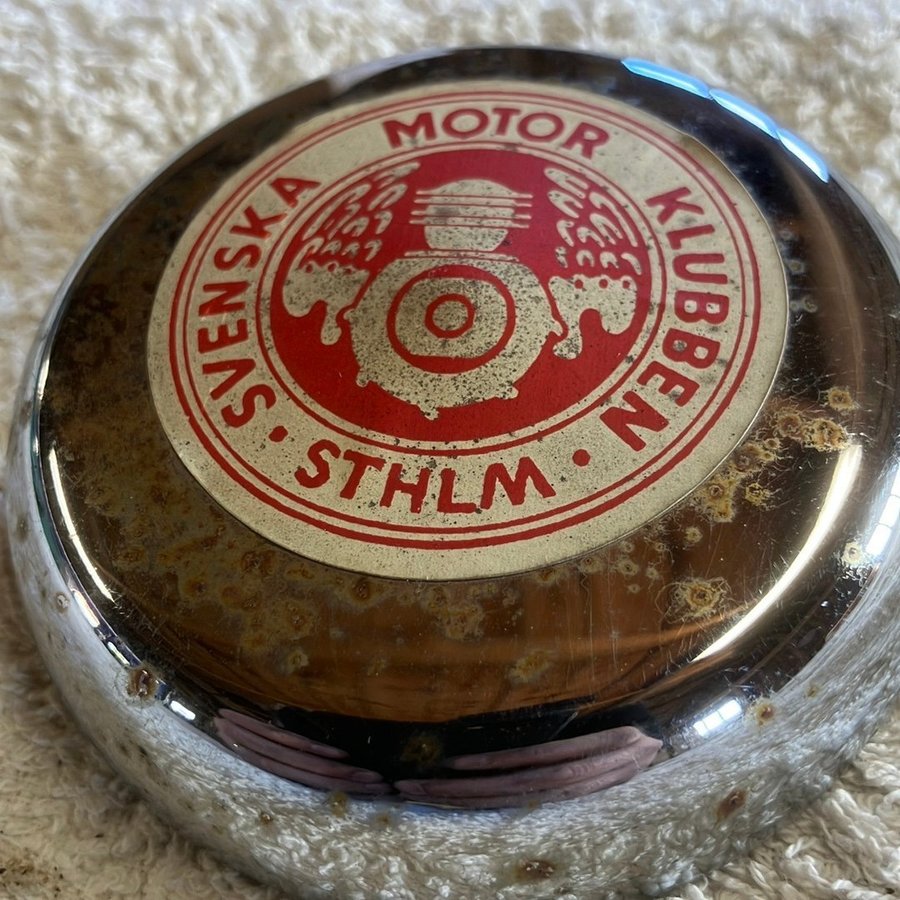 SVENSKA MOTOR KLUBBEN
• STHLM •